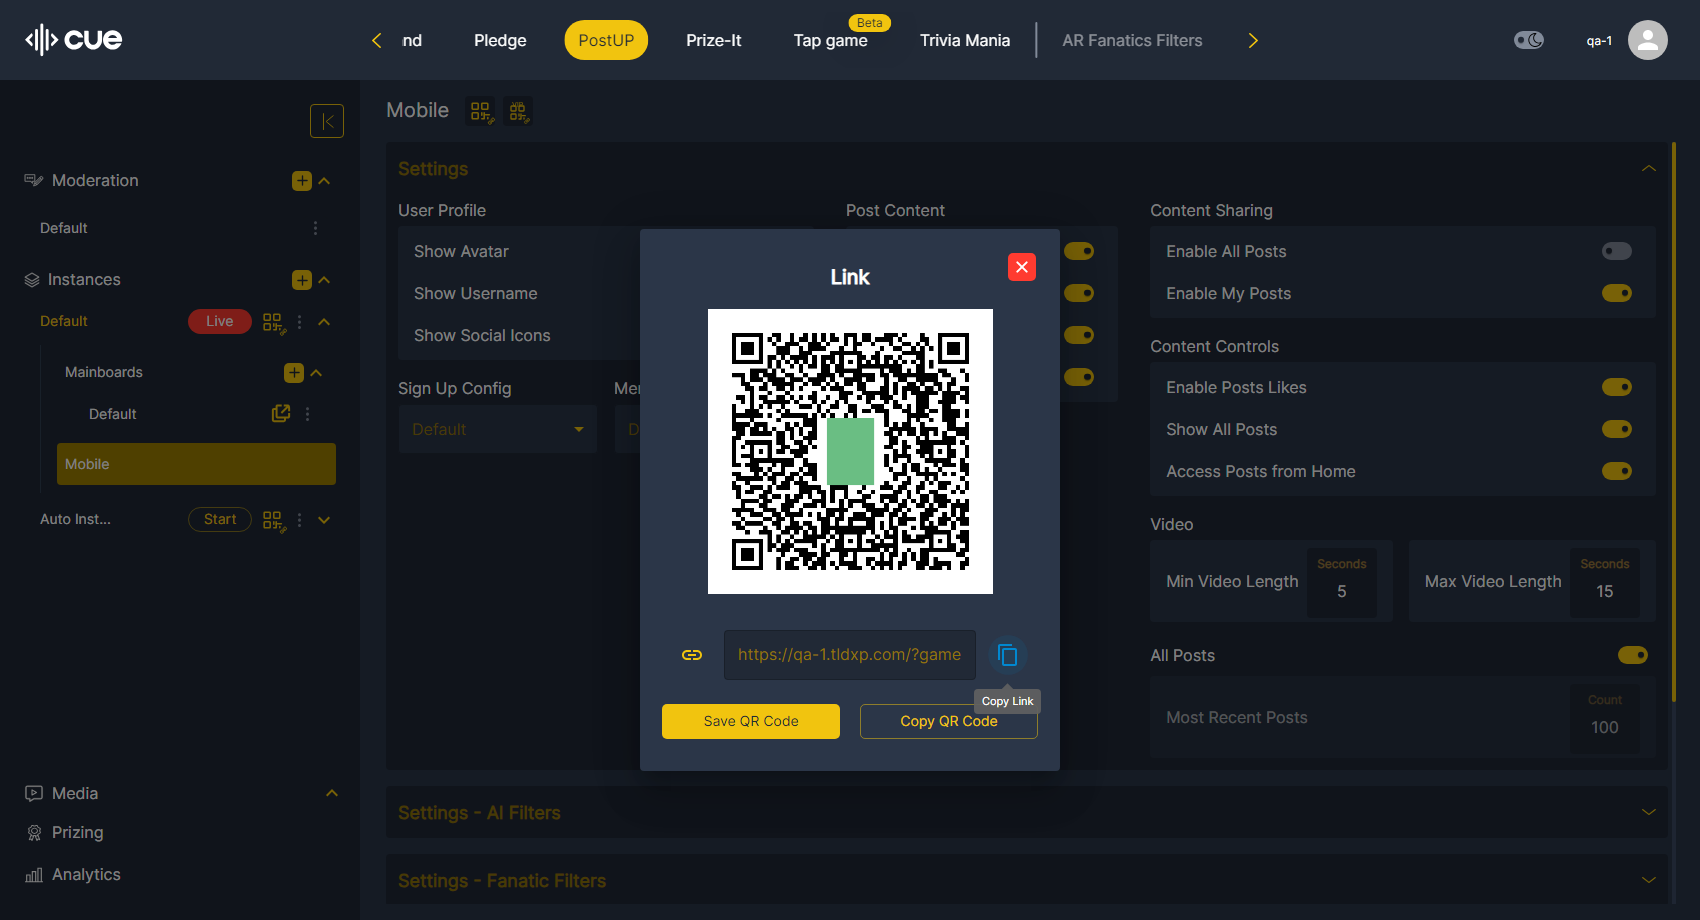 cue
nd
Pledge
PostUP
Prize-It
Beta
Tap game
Trivia Mania
AR Fanatics Filters
qa-1
Mobile
Moderation
Default
Instances
Default
Live
Mainboards
Default
Mobile
Auto Inst...
Start
Media
Prizing
Analytics
Settings
User Profile
Show Avatar
Show Username
Show Social Icons
Sign Up Config
Default
Post Content
Content Sharing
Enable All Posts
Enable My Posts
Content Controls
Enable Posts Likes
Show All Posts
Access Posts from Home
Video
Min Video Length
Seconds
5
Max Video Length
Seconds
15
All Posts
Most Recent Posts
Count
100
Settings - AI Filters
Settings - Fanatic Filters
Link
https://qa-1.tldxp.com/?game
Copy Link
Save QR Code
Copy QR Code